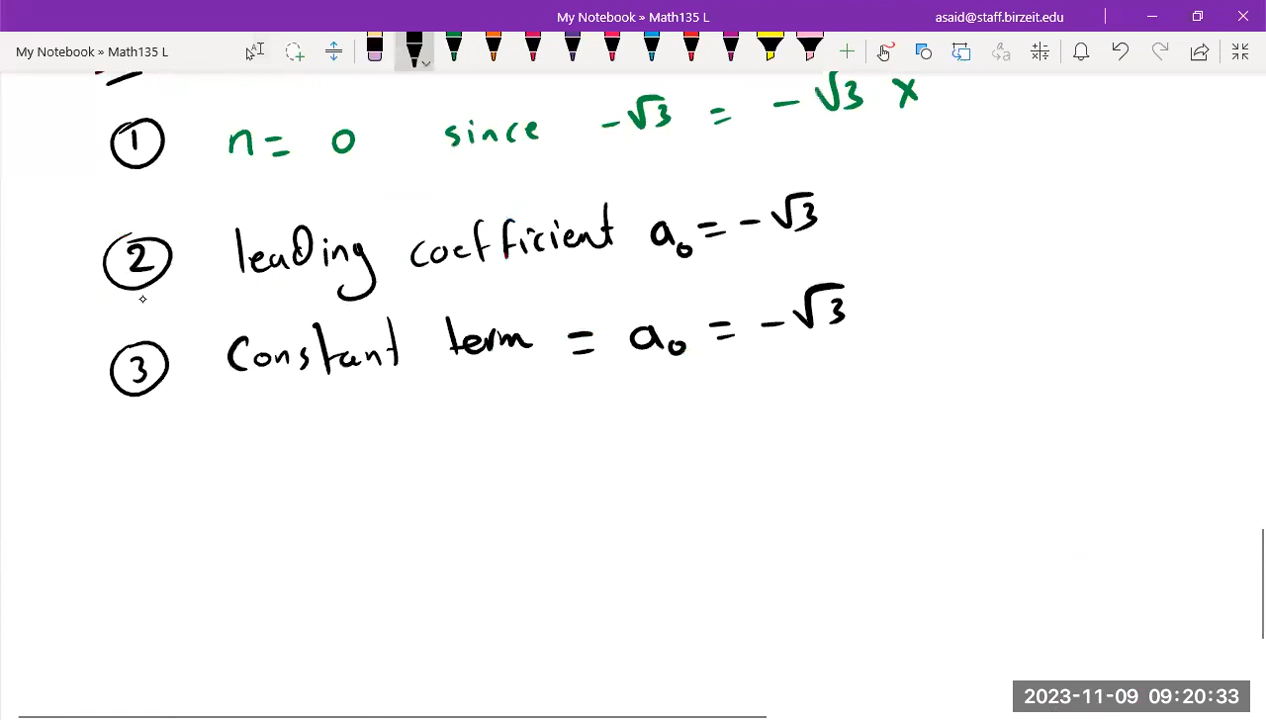 My Notebook » Math135 L
asaid@staff.birzeit.edu
My Notebook » Math135 L
① n = 0 since -√3 = -√3 x
② leading coefficient a₀ = -√3
③ Constant term = a₀ = -√3
2023-11-09 09:20:33